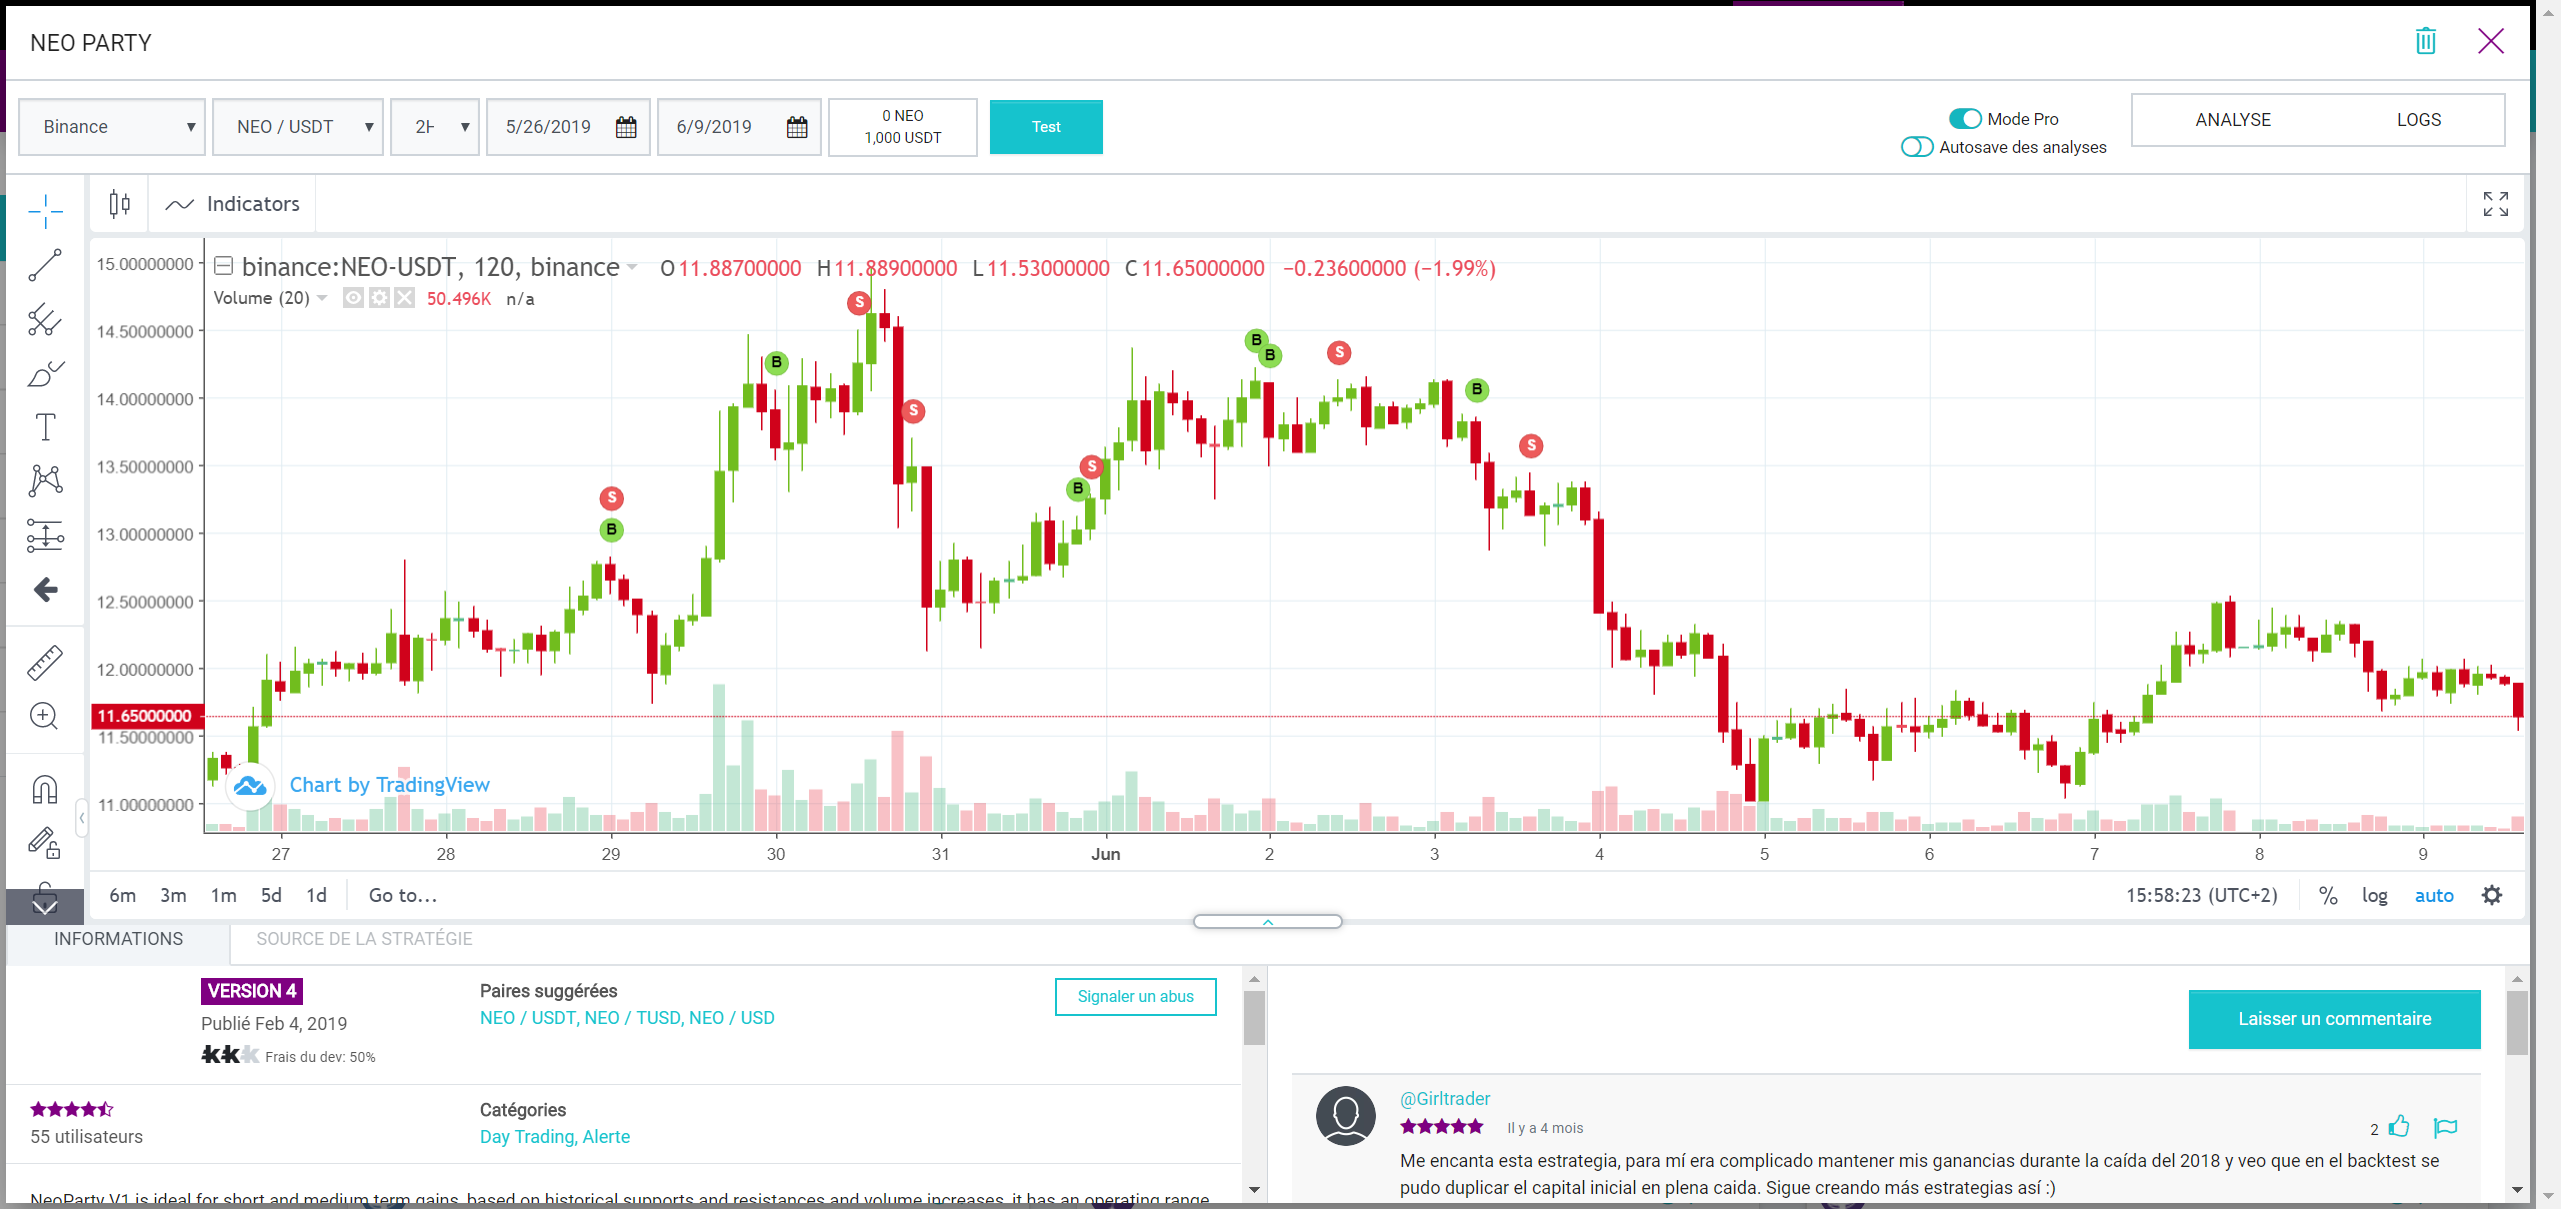 NEO PARTY
Binance
NEO / USDT
2H
5/26/2019
6/9/2019
0 NEO
1,000 USDT
Test
Mode Pro
Autosave des analyses
ANALYSE
LOGS
Indicators
binance:NEO-USDT, 120, binance O 11.88700000 H 11.88900000 L 11.53000000 C 11.65000000 −0.23600000 (−1.99%)
Volume (20) 50.496K n/a
15.00000000
14.50000000
14.00000000
13.50000000
13.00000000
12.50000000
12.00000000
11.65000000
11.50000000
11.00000000
S
B
B
S
S
B
S
B
B
S
B
S
Chart by TradingView
27 28 29 30 31 Jun 2 3 4 5 6 7 8 9
6m 3m 1m 5d 1d Go to...
15:58:23 (UTC+2) % log auto
INFORMATIONS
SOURCE DE LA STRATÉGIE
VERSION 4
Publié Feb 4, 2019
Frais du dev: 50%
Paires suggérées
NEO / USDT, NEO / TUSD, NEO / USD
Signaler un abus
55 utilisateurs
Catégories
Day Trading, Alerte
NeoParty V1 is ideal for short and medium term gains, based on historical supports and resistances and volume increases, it has an operating range
Laisser un commentaire
@Girltrader
Il y a 4 mois
2
Me encanta esta estrategia, para mí era complicado mantener mis ganancias durante la caída del 2018 y veo que en el backtest se
pudo duplicar el capital inicial en plena caida. Sigue creando más estrategias así :)